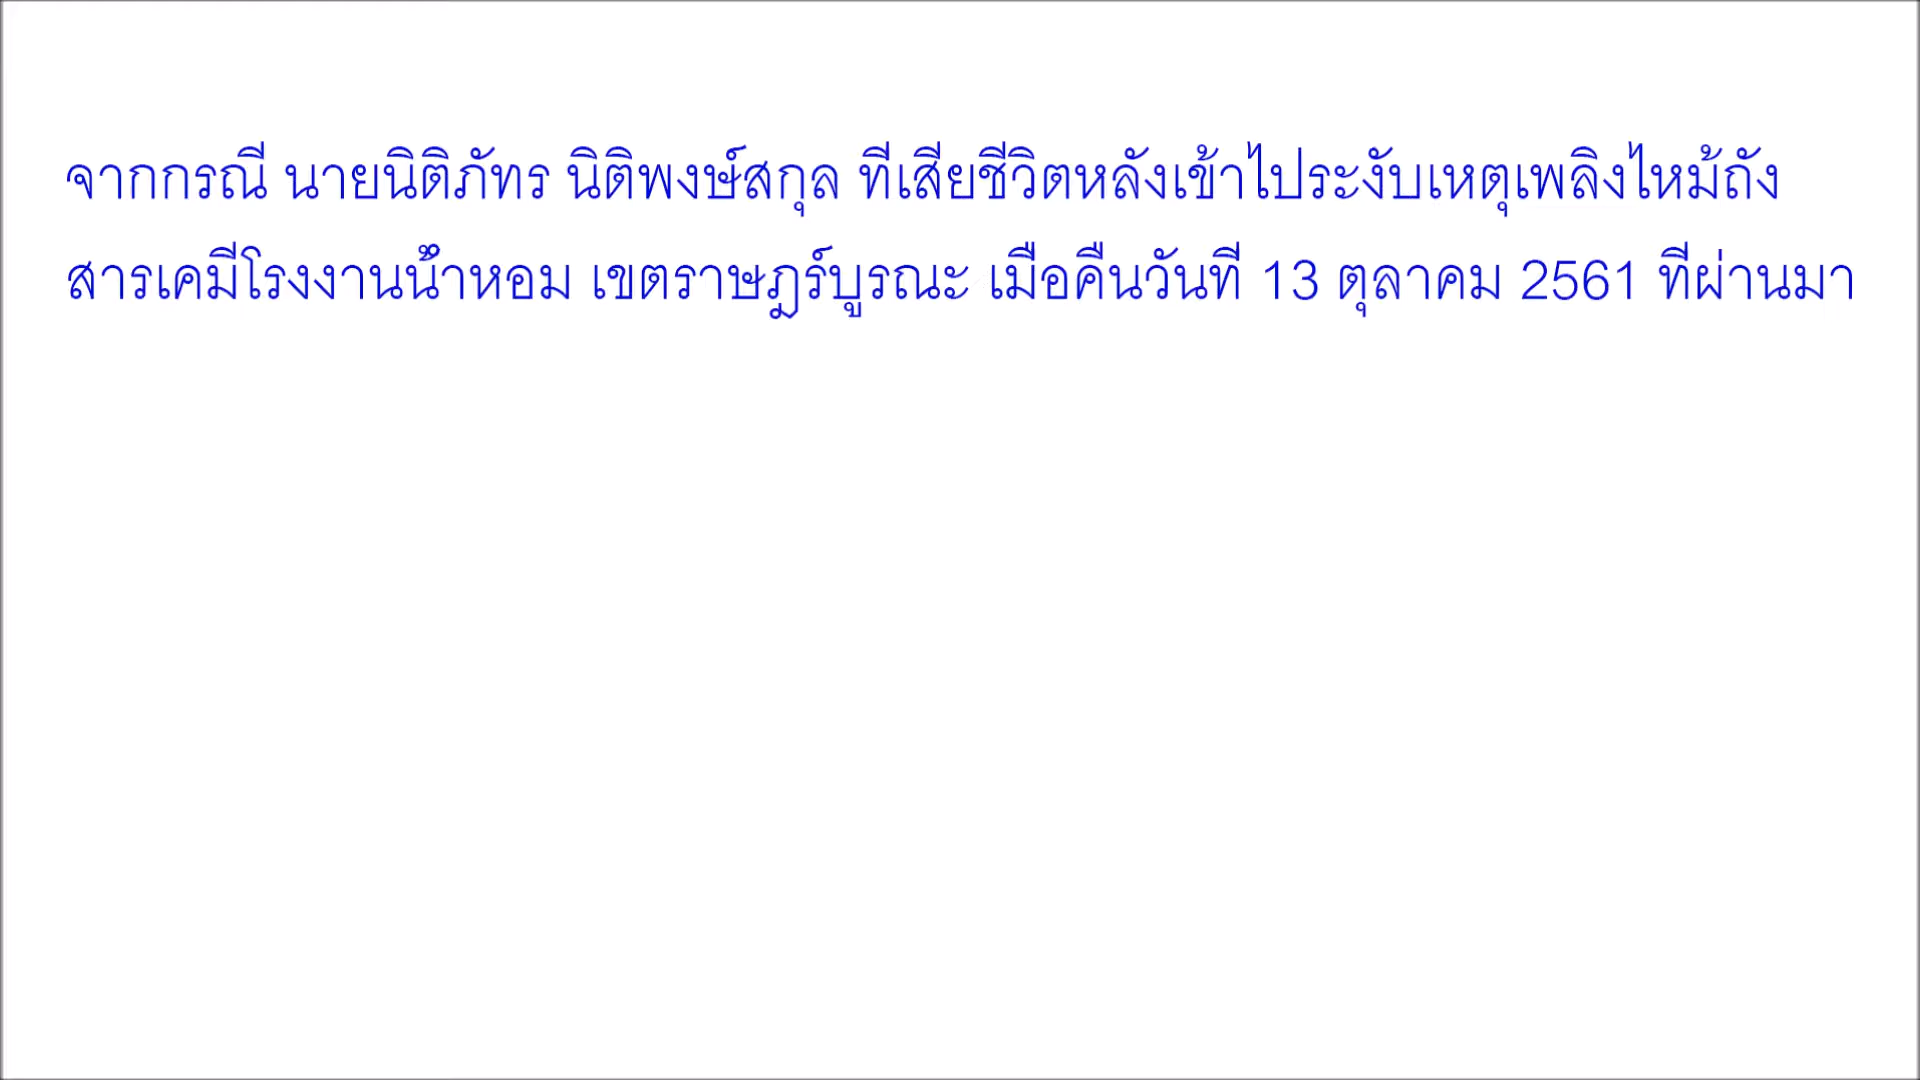 จากกรณี นายนิติภัทร นิติพงษ์สกุล ที่เสียชีวิตหลังเข้าไประงับเหตุเพลิงไหม้ถัง
สารเคมีโรงงานน้ำหอม เขตราษฎร์บูรณะ เมื่อคืนวันที่ 13 ตุลาคม 2561 ที่ผ่านมา